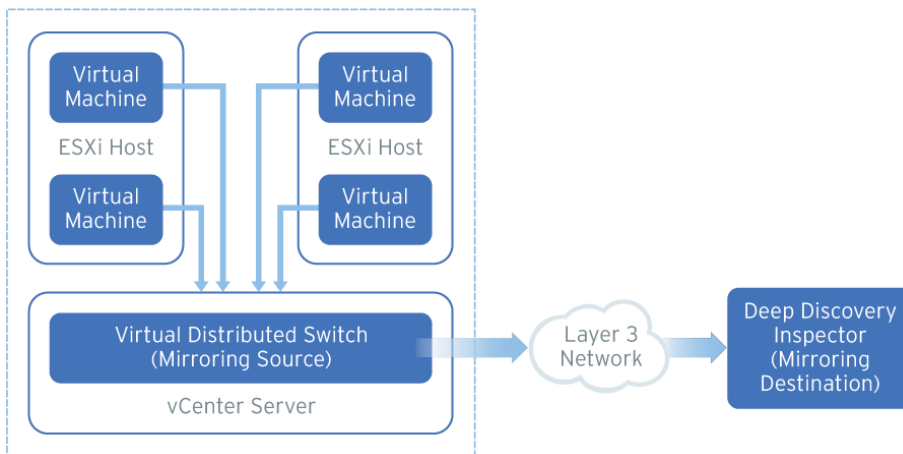 Virtual
Machine
ESXi Host
Virtual
Machine
Virtual
Machine
ESXi Host
Virtual
Machine
Virtual Distributed Switch
(Mirroring Source)
vCenter Server
Layer 3
Network
Deep Discovery
Inspector
(Mirroring
Destination)